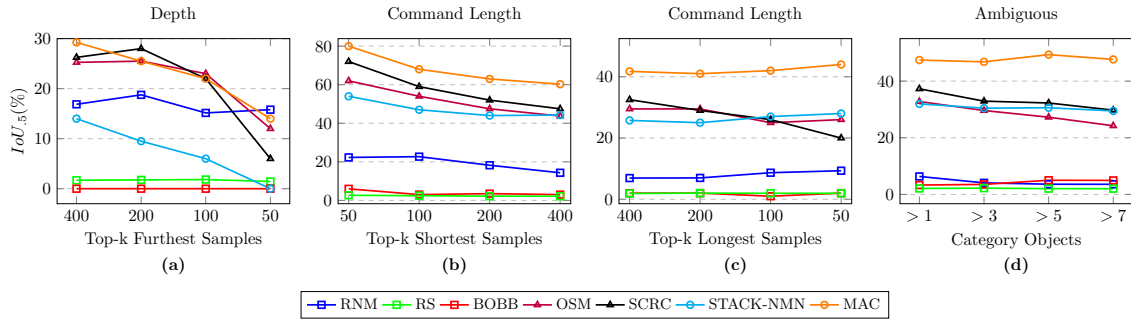 Depth
Command Length
Command Length
Ambiguous
IoU.5(%)
30
20
10
0
400 200 100 50
Top-k Furthest Samples
(a)
80
60
40
20
0
50 100 200 400
Top-k Shortest Samples
(b)
40
20
0
400 200 100 50
Top-k Longest Samples
(c)
40
20
0
> 1 > 3 > 5 > 7
Category Objects
(d)
RNM RS BOBB OSM SCRC STACK-NMN MAC